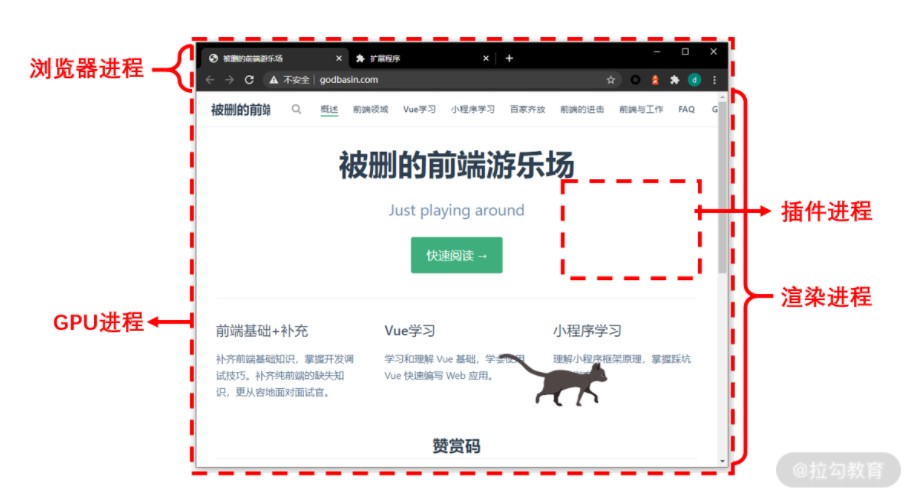 浏览器进程
被删的前端游乐场
扩展程序
不安全
godbasin.com
d
被删的前端
概述
前端领域
Vue学习
小程序学习
百家齐放
前端的进击
前端与工作
FAQ
G
被删的前端游乐场
Just playing around
快速阅读 →
插件进程
渲染进程
GPU进程
前端基础+补充
补齐前端基础知识，掌握开发调
试技巧。补齐纯前端的缺失知
识，更从容地面对面试官。
Vue学习
学习和理解 Vue 基础，学会使用
Vue 快速编写 Web 应用。
小程序学习
理解小程序框架原理，掌握踩坑
赞赏码
@拉勾教育